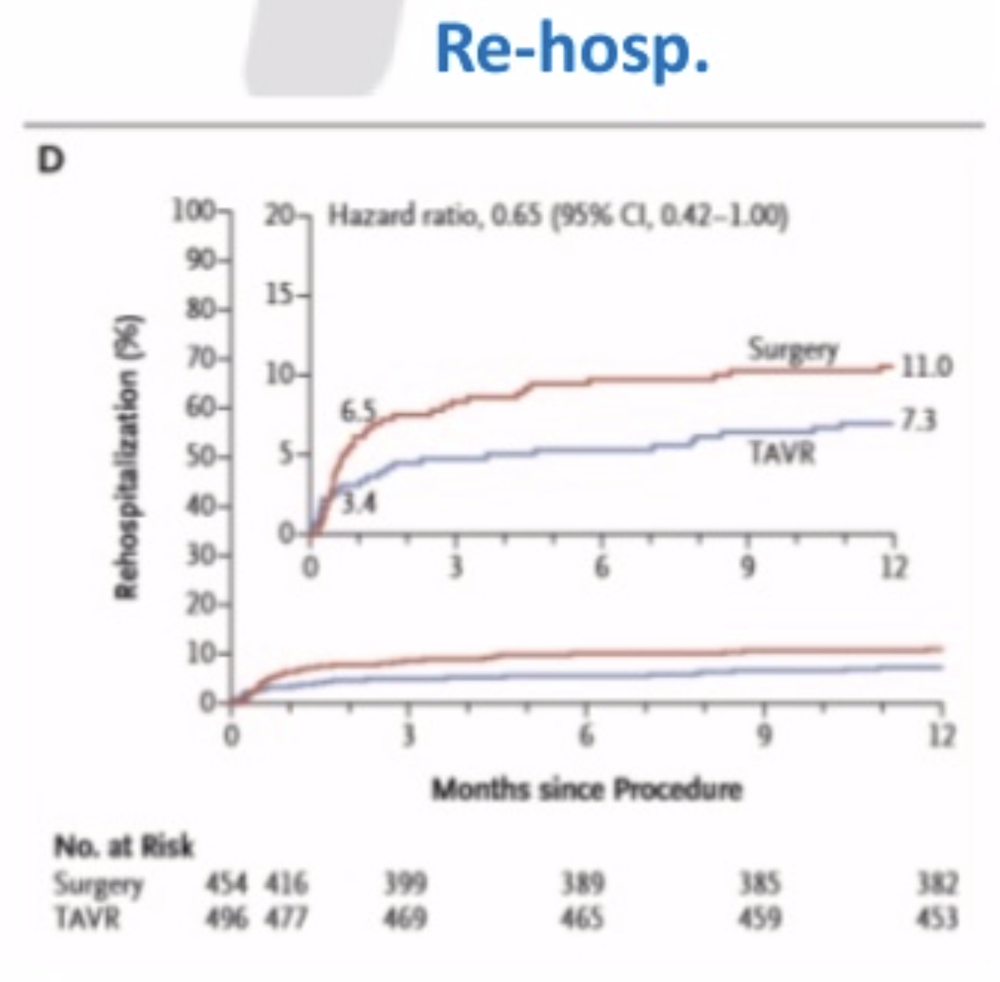 Re-hosp.
D
Hazard ratio, 0.65 (95% CI, 0.42–1.00)
Rehospitalization (%)
100
90
80
70
60
50
40
30
20
10
0
20
15
10
5
0
Surgery
11.0
6.5
7.3
TAVR
3.4
0 3 6 9 12
0 3 6 9 12
Months since Procedure
No. at Risk
Surgery 454 416 399 389 385 382
TAVR 496 477 469 465 459 453